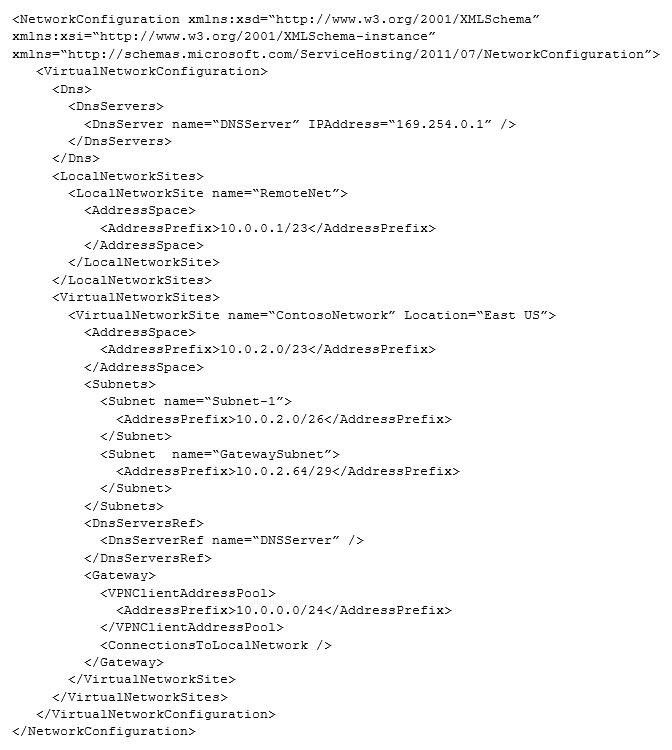 <NetworkConfiguration xmlns:xsd=“http://www.w3.org/2001/XMLSchema”
xmlns:xsi=“http://www.w3.org/2001/XMLSchema-instance”
xmlns=“http://schemas.microsoft.com/ServiceHosting/2011/07/NetworkConfiguration”>
<VirtualNetworkConfiguration>
<Dns>
<DnsServers>
<DnsServer name=“DNSServer” IPAddress=“169.254.0.1” />
</DnsServers>
</Dns>
<LocalNetworkSites>
<LocalNetworkSite name=“RemoteNet”>
<AddressSpace>
<AddressPrefix>10.0.0.1/23</AddressPrefix>
</AddressSpace>
</LocalNetworkSite>
</LocalNetworkSites>
<VirtualNetworkSites>
<VirtualNetworkSite name=“ContosoNetwork” Location=“East US”>
<AddressSpace>
<AddressPrefix>10.0.2.0/23</AddressPrefix>
</AddressSpace>
<Subnets>
<Subnet name=“Subnet-1”>
<AddressPrefix>10.0.2.0/26</AddressPrefix>
</Subnet>
<Subnet  name=“GatewaySubnet”>
<AddressPrefix>l0.0.2.64/29</AddressPrefix>
</Subnet>
</Subnets>
<DnsServersRef>
<DnsServerRef name=“DNSServer” />
</DnsServersRef>
<Gateway>
<VPNClientAddressPool>
<AddressPrefix>10.0.0.0/24</AddressPrefix>
</VPNClientAddressPool>
<ConnectionsToLocalNetwork />
</Gateway>
</VirtualNetworkSite>
</VirtualNetworkSites>
</VirtualNetworkConfiguration>
</NetworkConfiguration>